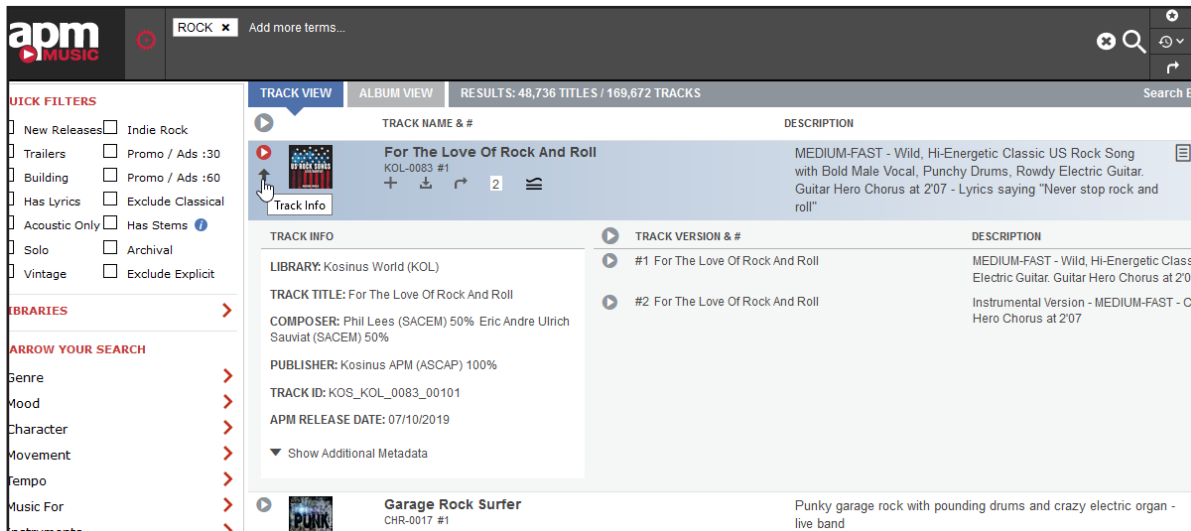 apm
MUSIC
ROCK ×
Add more terms...
UICK FILTERS
New Releases
Indie Rock
Trailers
Promo / Ads :30
Building
Promo / Ads :60
Has Lyrics
Exclude Classical
Acoustic Only
Has Stems i
Solo
Archival
Vintage
Exclude Explicit
IBRARIES
ARROW YOUR SEARCH
Genre
Mood
Character
Movement
Tempo
Music For
Instruments
TRACK VIEW
ALBUM VIEW
RESULTS: 48,736 TITLES / 169,672 TRACKS
Search E
TRACK NAME & #
DESCRIPTION
US ROCK SONGS
For The Love Of Rock And Roll
KOL-0083 #1
2
Track Info
MEDIUM-FAST - Wild, Hi-Energetic Classic US Rock Song
with Bold Male Vocal, Punchy Drums, Rowdy Electric Guitar.
Guitar Hero Chorus at 2'07 - Lyrics saying "Never stop rock and
roll"
TRACK INFO
LIBRARY: Kosinus World (KOL)
TRACK TITLE: For The Love Of Rock And Roll
COMPOSER: Phil Lees (SACEM) 50% Eric Andre Ulrich
Sauviat (SACEM) 50%
PUBLISHER: Kosinus APM (ASCAP) 100%
TRACK ID: KOS_KOL_0083_00101
APM RELEASE DATE: 07/10/2019
Show Additional Metadata
TRACK VERSION & #
DESCRIPTION
#1 For The Love Of Rock And Roll
MEDIUM-FAST - Wild, Hi-Energetic Class
Electric Guitar. Guitar Hero Chorus at 2'0
#2 For The Love Of Rock And Roll
Instrumental Version - MEDIUM-FAST - C
Hero Chorus at 2'07
PUNK
Garage Rock Surfer
CHR-0017 #1
Punky garage rock with pounding drums and crazy electric organ -
live band